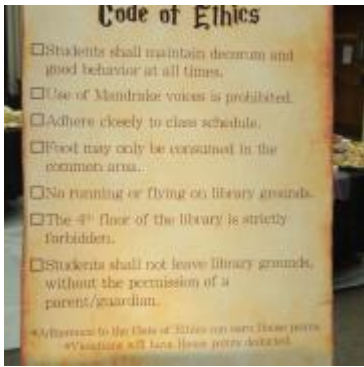 Code of Ethics
☐Students shall maintain decorum and
good behavior at all times.
☐Use of Mandrake voices is prohibited.
☐Adhere closely to class schedule.
☐Food may only be consumed in the
common area.
☐No running or flying on library grounds.
☐The 4th floor of the library is strictly
forbidden.
☐Students shall not leave library grounds,
without the permission of a
parent/guardian.
*Adherence to the Code of Ethics can earn House points
*Violations will have House points deducted